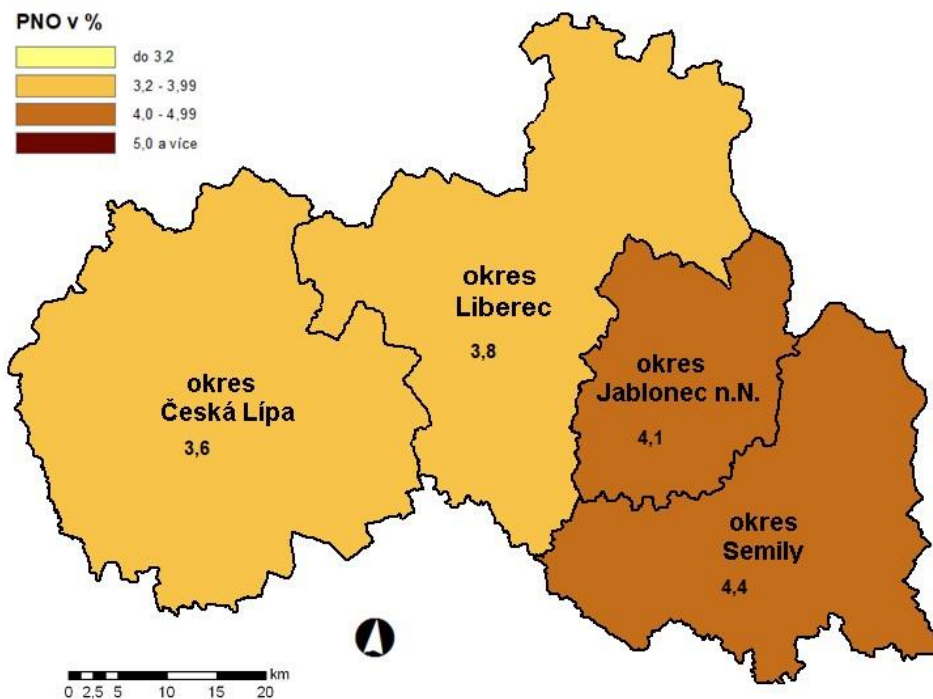 PNO v %
do 3,2
3,2 - 3,99
4,0 - 4,99
5,0 a více
okres
Liberec
3,8
okres
Česká Lípa
3,6
okres
Jablonec n.N.
4,1
okres
Semily
4,4
km
0 2,5 5 10 15 20